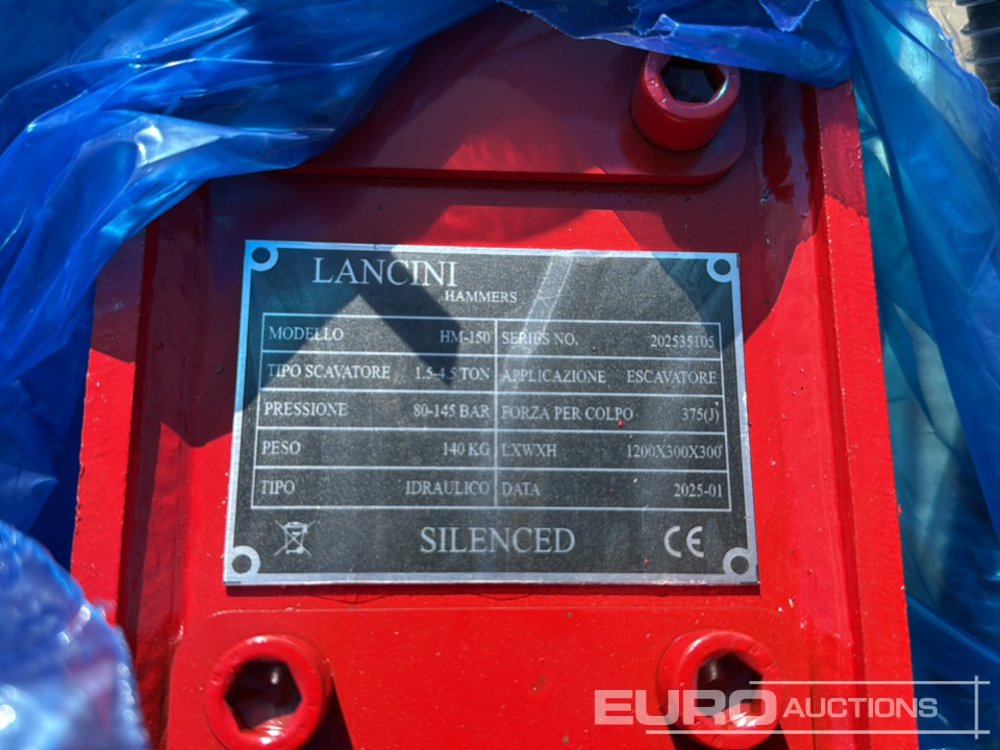 LANCINI
HAMMERS
MODELLO HM-150 SERIES NO. 202535105
TIPO SCAVATORE 1.5-4.5 TON APPLICAZIONE ESCAVATORE
PRESSIONE 80-145 BAR FORZA PER COLPO 375(J)
PESO 140 KG LXWXH 1200X300X300
TIPO IDRAULICO DATA 2025-01
SILENCED CE
EURO AUCTIONS